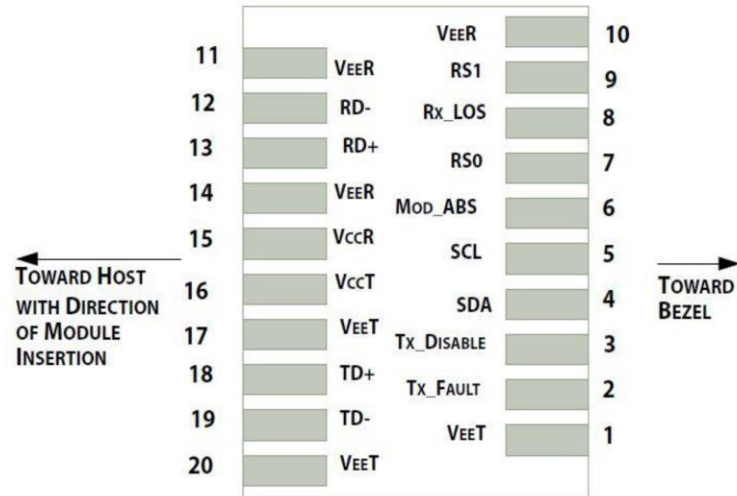 11 VEER
12 RD-
13 RD+
14 VEER
15 VCCR
16 VCCT
17 VEET
18 TD+
19 TD-
20 VEET
VEER 10
RS1 9
RX_LOS 8
RS0 7
MOD_ABS 6
SCL 5
SDA 4
TX_DISABLE 3
TX_FAULT 2
VEET 1
TOWARD HOST
WITH DIRECTION
OF MODULE
INSERTION
TOWARD
BEZEL